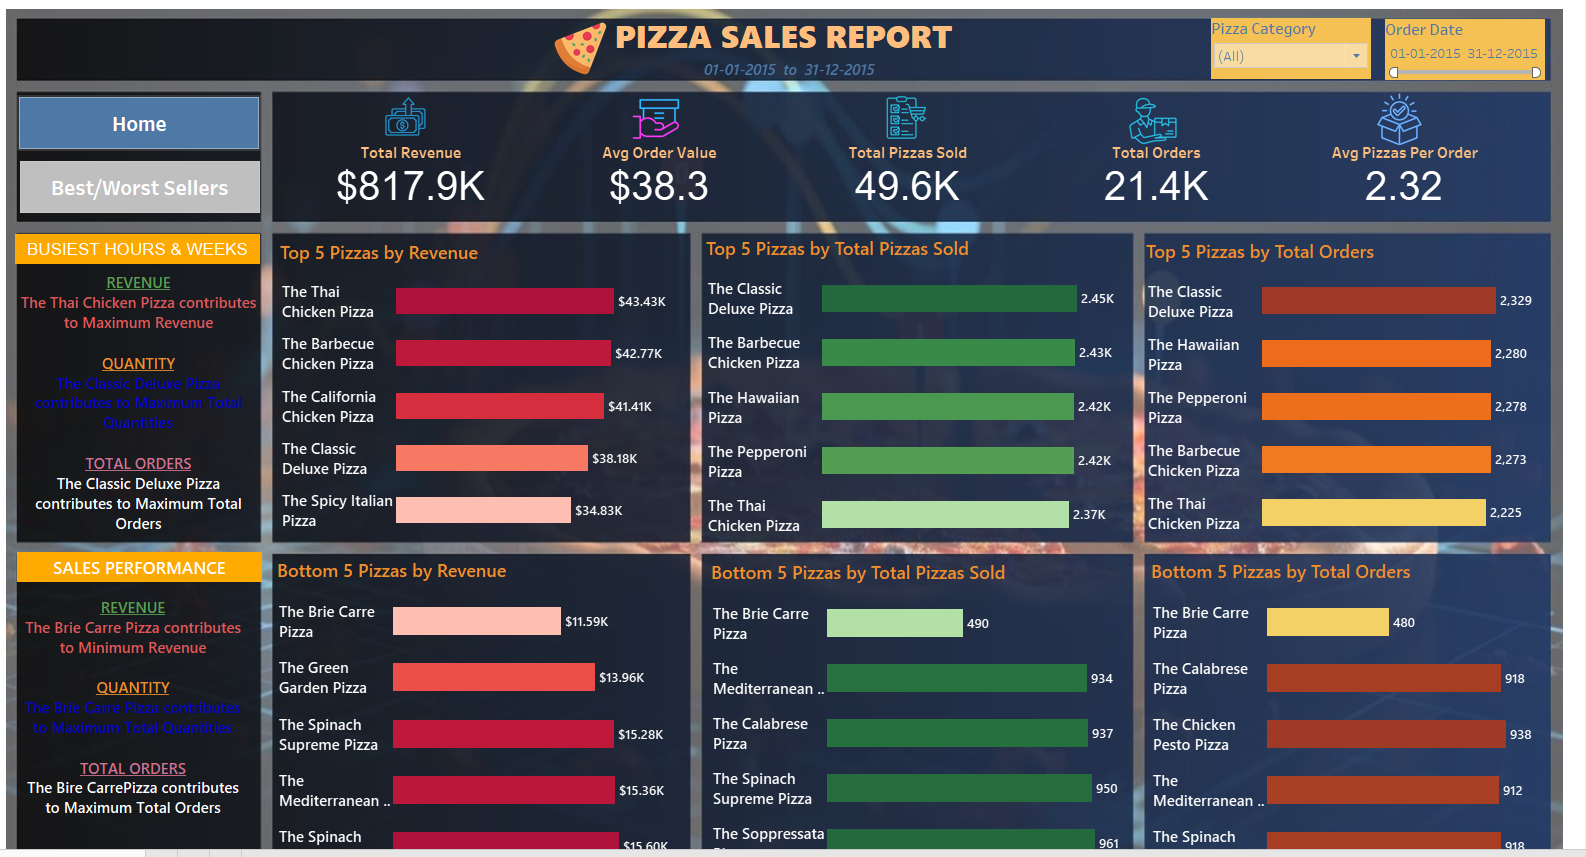 PIZZA SALES REPORT
01-01-2015 to 31-12-2015
Pizza Category
(All)
Order Date
01-01-2015 31-12-2015
Home
Best/Worst Sellers
Total Revenue
$817.9K
Avg Order Value
$38.3
Total Pizzas Sold
49.6K
Total Orders
21.4K
Avg Pizzas Per Order
2.32
BUSIEST HOURS & WEEKS
REVENUE
The Thai Chicken Pizza contributes
to Maximum Revenue
QUANTITY
The Classic Deluxe Pizza
contributes to Maximum Total
Quantities
TOTAL ORDERS
The Classic Deluxe Pizza
contributes to Maximum Total
Orders
Top 5 Pizzas by Revenue
The Thai
Chicken Pizza
$43.43K
The Barbecue
Chicken Pizza
$42.77K
The California
Chicken Pizza
$41.41K
The Classic
Deluxe Pizza
$38.18K
The Spicy Italian
Pizza
$34.83K
Top 5 Pizzas by Total Pizzas Sold
The Classic
Deluxe Pizza
2.45K
The Barbecue
Chicken Pizza
2.43K
The Hawaiian
Pizza
2.42K
The Pepperoni
Pizza
2.42K
The Thai
Chicken Pizza
2.37K
Top 5 Pizzas by Total Orders
The Classic
Deluxe Pizza
2,329
The Hawaiian
Pizza
2,280
The Pepperoni
Pizza
2,278
The Barbecue
Chicken Pizza
2,273
The Thai
Chicken Pizza
2,225
SALES PERFORMANCE
REVENUE
The Brie Carre Pizza contributes
to Minimum Revenue
QUANTITY
The Brie Carre Pizza contributes
to Maximum Total Quantities
TOTAL ORDERS
The Bire CarrePizza contributes
to Maximum Total Orders
Bottom 5 Pizzas by Revenue
The Brie Carre
Pizza
$11.59K
The Green
Garden Pizza
$13.96K
The Spinach
Supreme Pizza
$15.28K
The
Mediterranean ..
$15.36K
The Spinach
$15.60K
Bottom 5 Pizzas by Total Pizzas Sold
The Brie Carre
Pizza
490
The
Mediterranean ..
934
The Calabrese
Pizza
937
The Spinach
Supreme Pizza
950
The Soppressata
961
Bottom 5 Pizzas by Total Orders
The Brie Carre
Pizza
480
The Calabrese
Pizza
918
The Chicken
Pesto Pizza
938
The
Mediterranean ..
912
The Spinach
918